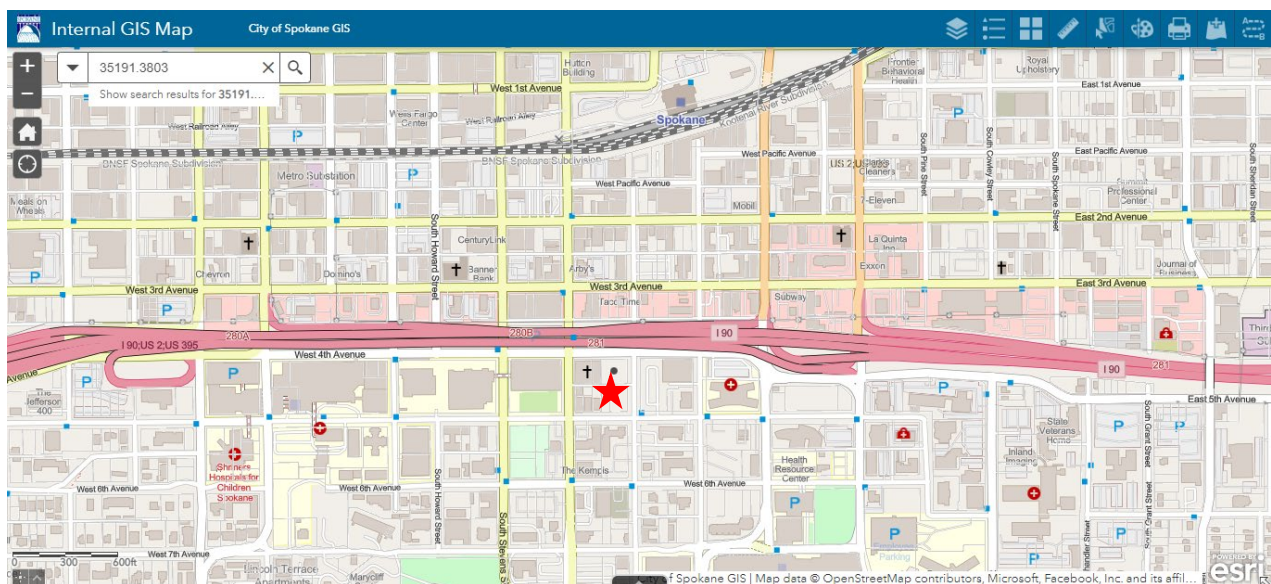 Internal GIS Map
City of Spokane GIS
35191.3803
Show search results for 35191....
Hutton Building
Frontier Behavioral Health
Royal Upholstery
West 1st Avenue
East 1st Avenue
Wells Fargo Center
West Railroad Alley
West Railroad Alley
Spokane
Kootenai River Subdivision
P
P
BNSF Spokane Subdivision
BNSF Spokane Subdivision
West Pacific Avenue
East Pacific Avenue
Metro Substation
P
West Pacific Avenue
Cleaners
South Pine Street
South Cowley Street
South Spokane Street
South Sheridan Street
Summit Professional Center
Meals on Wheels
Mobil
7-Eleven
East 2nd Avenue
South Howard Street
CenturyLink
La Quinta Inn
P
Chevron
Domino's
Banner Bank
Arby's
Exxon
Journal of Business
West 3rd Avenue
West 3rd Avenue
East 3rd Avenue
P
Taco Time
Subway
280A
280B
281
I 90
I 90;US 2;US 395
West 4th Avenue
I 90
281
Avenue
P
P
P
The Jefferson 400
East 5th Avenue
State Veterans Home
P
P
South Grant Street
Inland Imaging
Shriners Hospitals for Children Spokane
The Kempis
Health Resource Center
West 6th Avenue
West 6th Avenue
West 6th Avenue
South Howard Street
South Stevens
P
P
South Grant Street
Parking
West 7th Avenue
0 300 600ft
Lincoln Terrace Apartments
Marycliff
City of Spokane GIS | Map data © OpenStreetMap contributors, Microsoft, Facebook, Inc. and its affil...
POWERED BY
esri